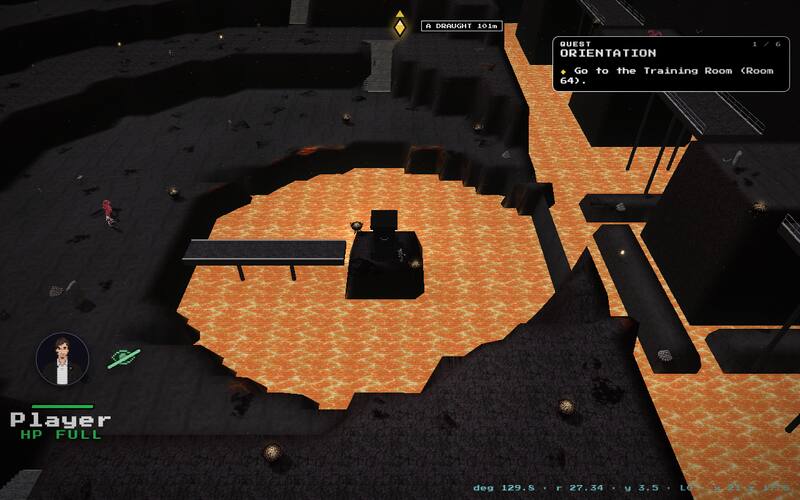 A DRAUGHT 101m
QUEST 1 / 6
ORIENTATION
Go to the Training Room (Room
64).
Player
HP FULL
deg 129.8 · r 27.34 · y 3.5 ·